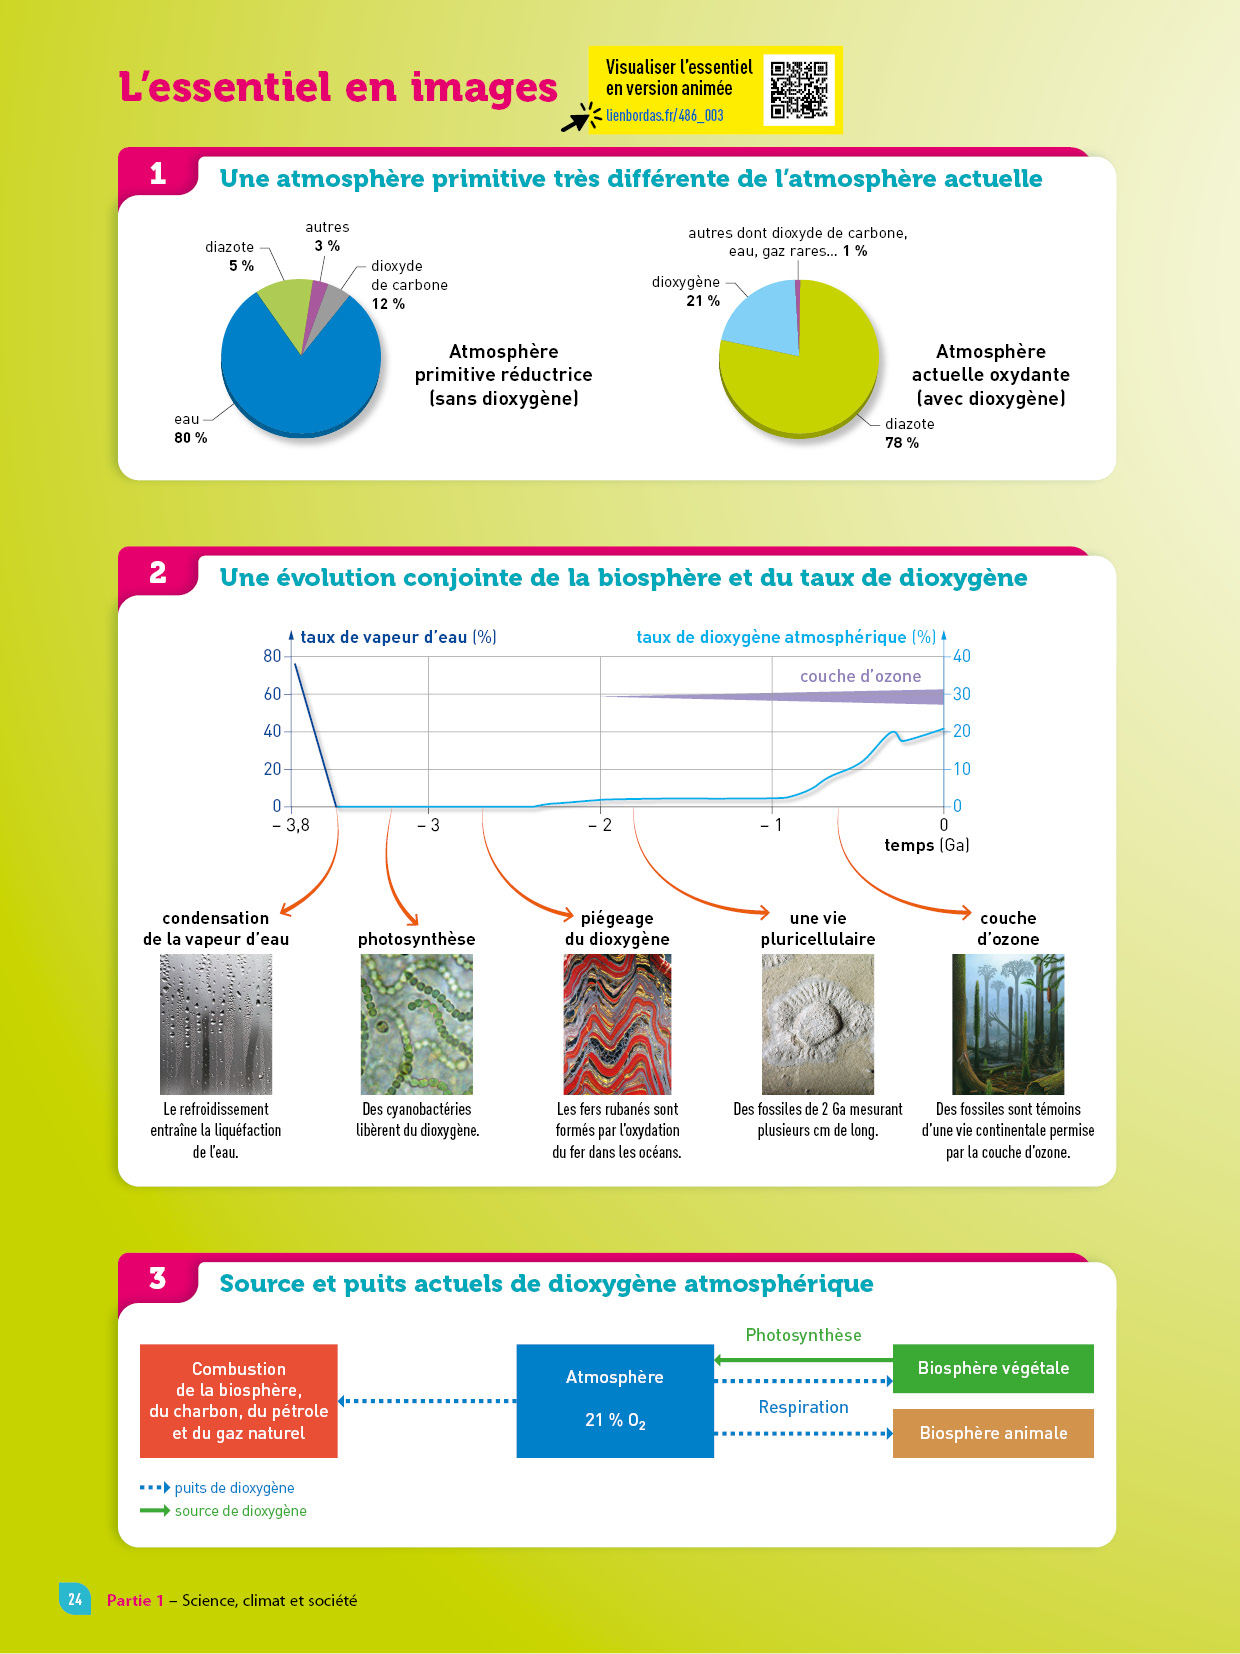 L'essentiel en images
Visualiser l'essentiel
en version animée
lienbordas.fr/486_003
1
Une atmosphère primitive très différente de l'atmosphère actuelle
autres
3 %
diazote
5 %
dioxyde
de carbone
12 %
eau
80 %
Atmosphère
primitive réductrice
(sans dioxygène)
autres dont dioxyde de carbone,
eau, gaz rares... 1 %
dioxygène
21 %
Atmosphère
actuelle oxydante
(avec dioxygène)
diazote
78 %
2
Une évolution conjointe de la biosphère et du taux de dioxygène
taux de vapeur d'eau (%)
taux de dioxygène atmosphérique (%)
80
60
40
20
0
couche d'ozone
40
30
20
10
0
– 3,8
– 3
– 2
– 1
0
temps (Ga)
condensation
de la vapeur d'eau
photosynthèse
piégeage
du dioxygène
une vie
pluricellulaire
couche
d'ozone
Le refroidissement
entraîne la liquéfaction
de l'eau.
Des cyanobactéries
libèrent du dioxygène.
Les fers rubanés sont
formés par l'oxydation
du fer dans les océans.
Des fossiles de 2 Ga mesurant
plusieurs cm de long.
Des fossiles sont témoins
d'une vie continentale permise
par la couche d'ozone.
3
Source et puits actuels de dioxygène atmosphérique
Combustion
de la biosphère,
du charbon, du pétrole
et du gaz naturel
Atmosphère
21 % O₂
Photosynthèse
Respiration
Biosphère végétale
Biosphère animale
puits de dioxygène
source de dioxygène
24
Partie 1 – Science, climat et société